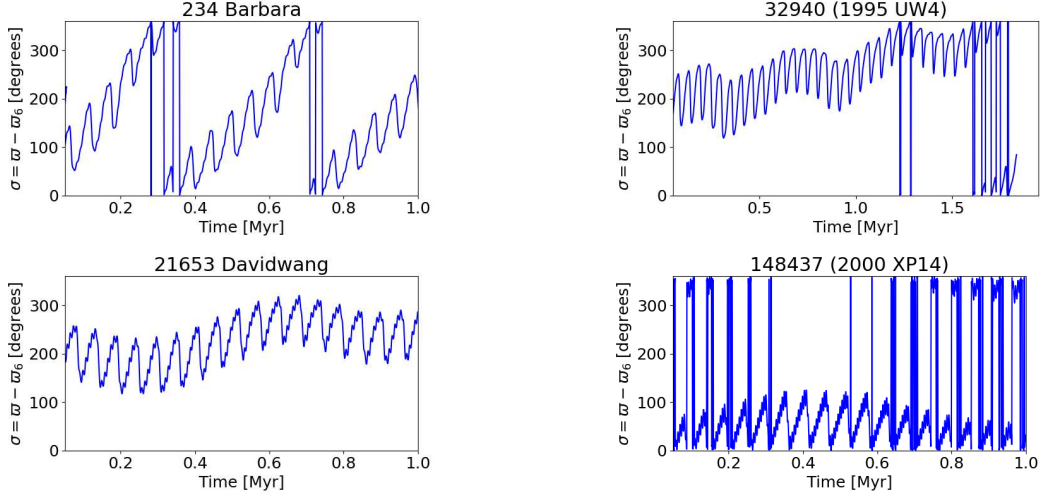 234 Barbara
σ = ϖ − ϖ₆ [degrees]
300
200
100
0
0.2 0.4 0.6 0.8 1.0
Time [Myr]
32940 (1995 UW4)
σ = ϖ − ϖ₆ [degrees]
300
200
100
0
0.5 1.0 1.5
Time [Myr]
21653 Davidwang
σ = ϖ − ϖ₆ [degrees]
300
200
100
0
0.2 0.4 0.6 0.8 1.0
Time [Myr]
148437 (2000 XP14)
σ = ϖ − ϖ₆ [degrees]
300
200
100
0
0.2 0.4 0.6 0.8 1.0
Time [Myr]